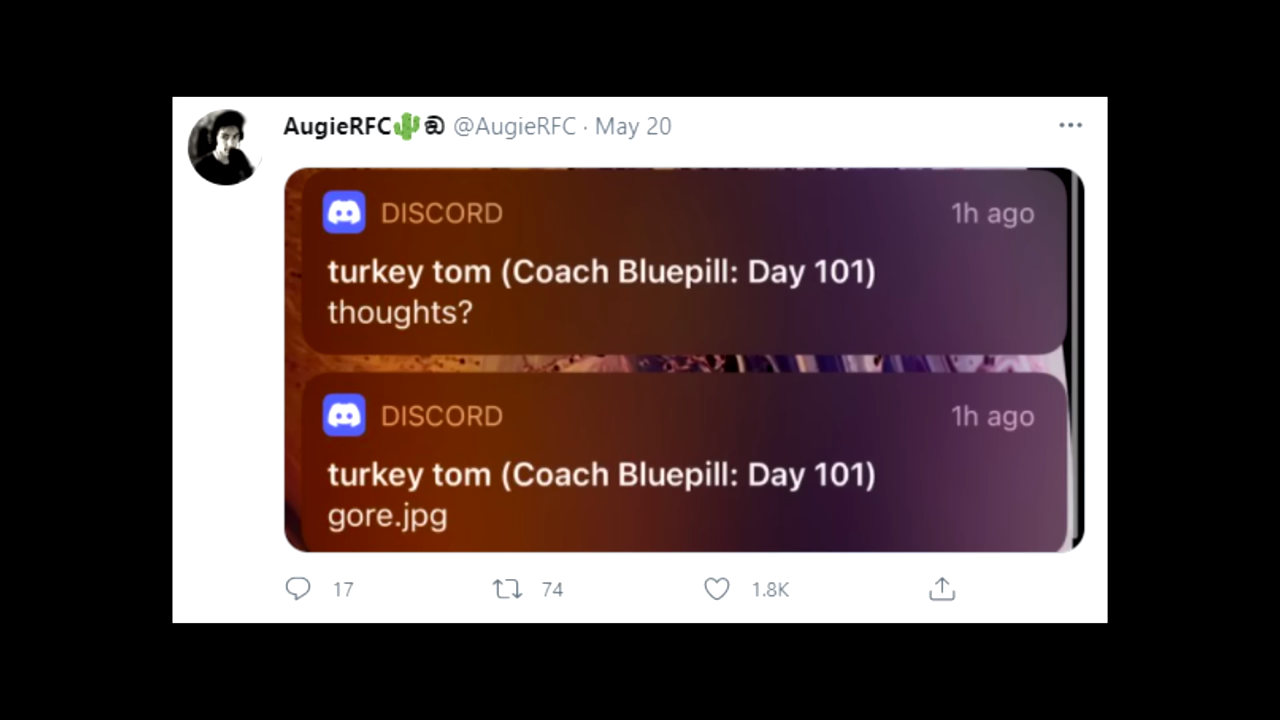 AugieRFC🌵 @AugieRFC · May 20
DISCORD 1h ago
turkey tom (Coach Bluepill: Day 101)
thoughts?
DISCORD 1h ago
turkey tom (Coach Bluepill: Day 101)
gore.jpg
17 74 1.8K